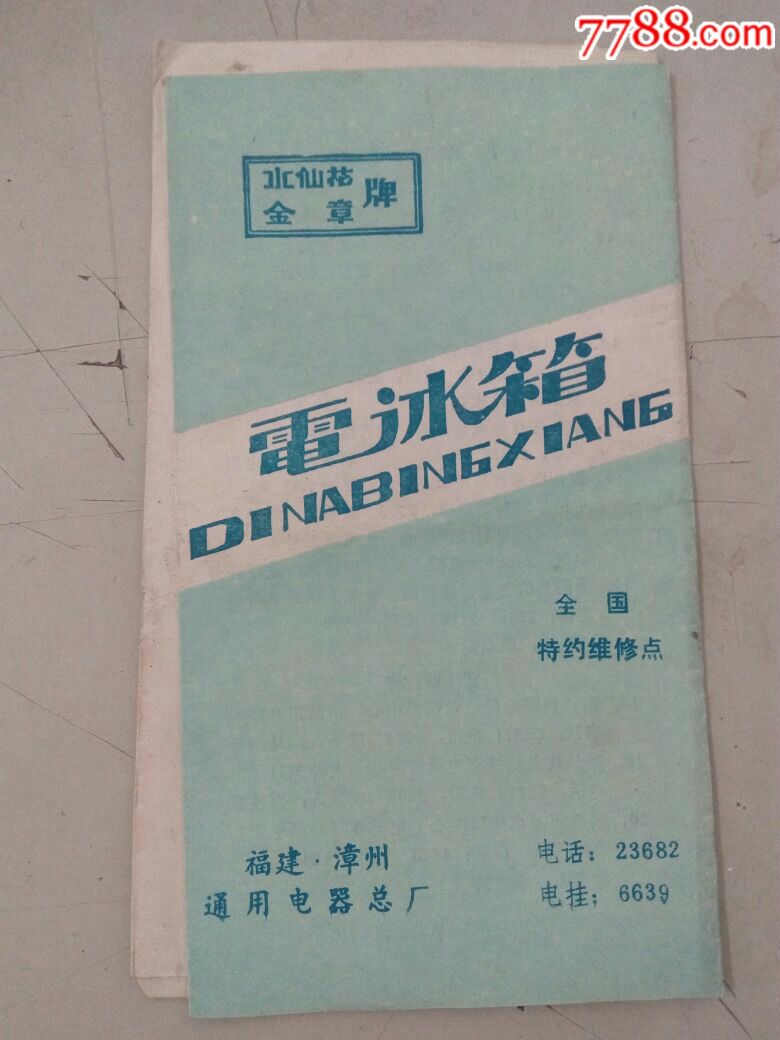 7788.com
水仙花
金章牌
電冰箱
DINABINGXIANG
全国
特约维修点
福建·漳州
通用电器总厂
电话：23682
电挂；6639